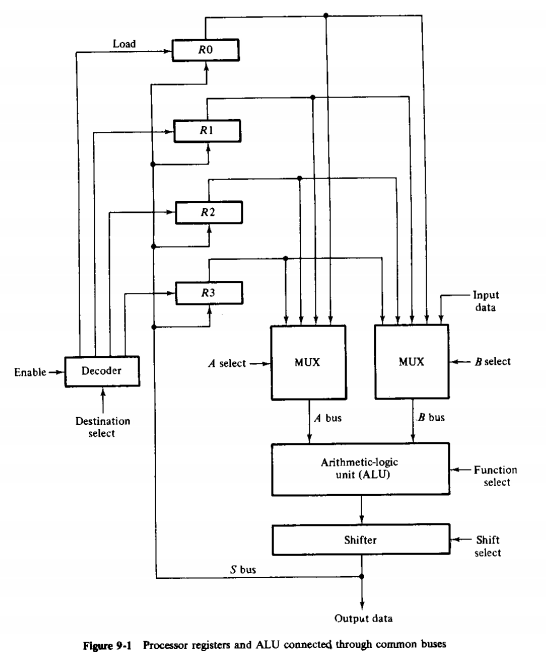 Load
R0
R1
R2
R3
Input
data
A select
MUX
MUX
B select
Enable
Decoder
Destination
select
A bus
B bus
Arithmetic-logic
unit (ALU)
Function
select
Shifter
Shift
select
S bus
Output data
Figure 9-1 Processor registers and ALU connected through common buses